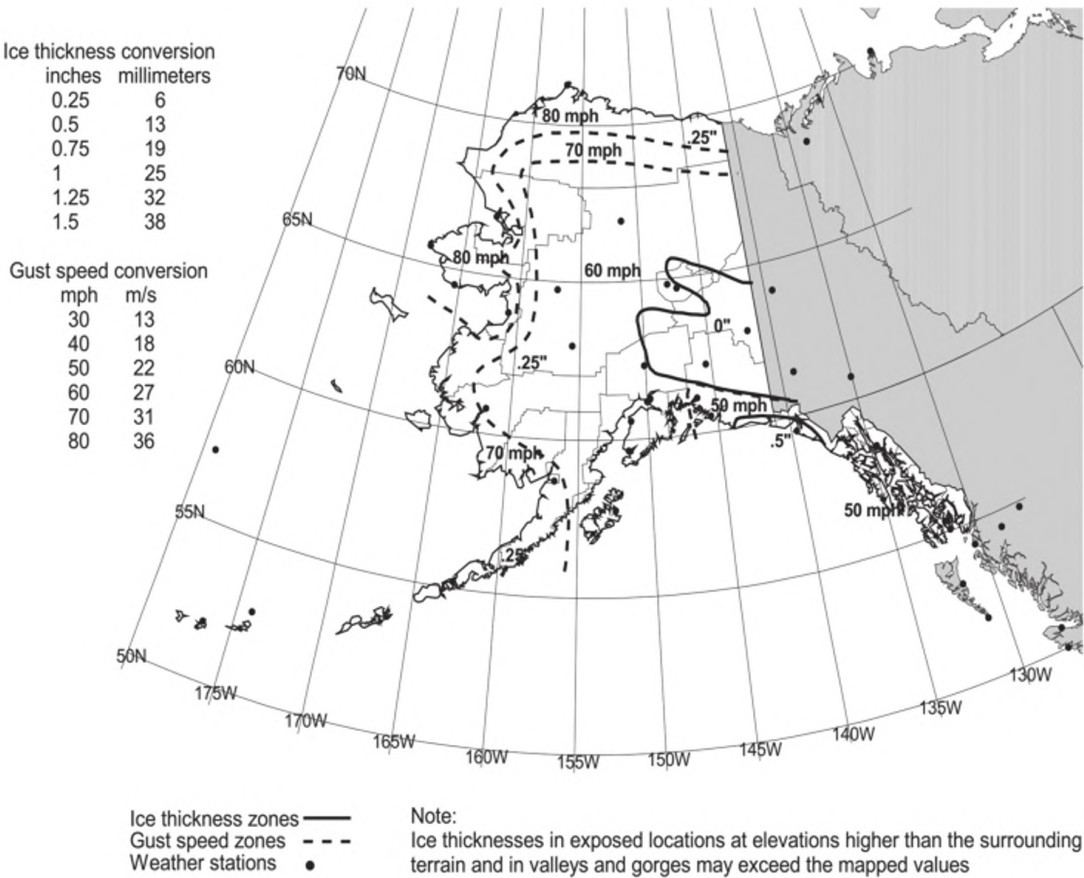 Ice thickness conversion
inches millimeters
0.25 6
0.5 13
0.75 19
1 25
1.25 32
1.5 38
Gust speed conversion
mph m/s
30 13
40 18
50 22
60 27
70 31
80 36
70N
65N
60N
55N
50N
175W
170W
165W
160W
155W
150W
145W
140W
135W
130W
80 mph
.25"
70 mph
80 mph
60 mph
0"
.25"
50 mph
.5"
70 mph
50 mph
.25"
Ice thickness zones
Gust speed zones
Weather stations
Note:
Ice thicknesses in exposed locations at elevations higher than the surrounding
terrain and in valleys and gorges may exceed the mapped values